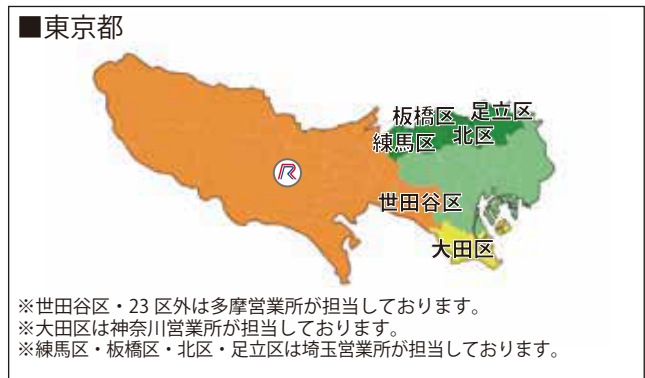 ■東京都
板橋区
足立区
練馬区
北区
世田谷区
大田区
R
※世田谷区・23 区外は多摩営業所が担当しております。
※大田区は神奈川営業所が担当しております。
※練馬区・板橋区・北区・足立区は埼玉営業所が担当しております。